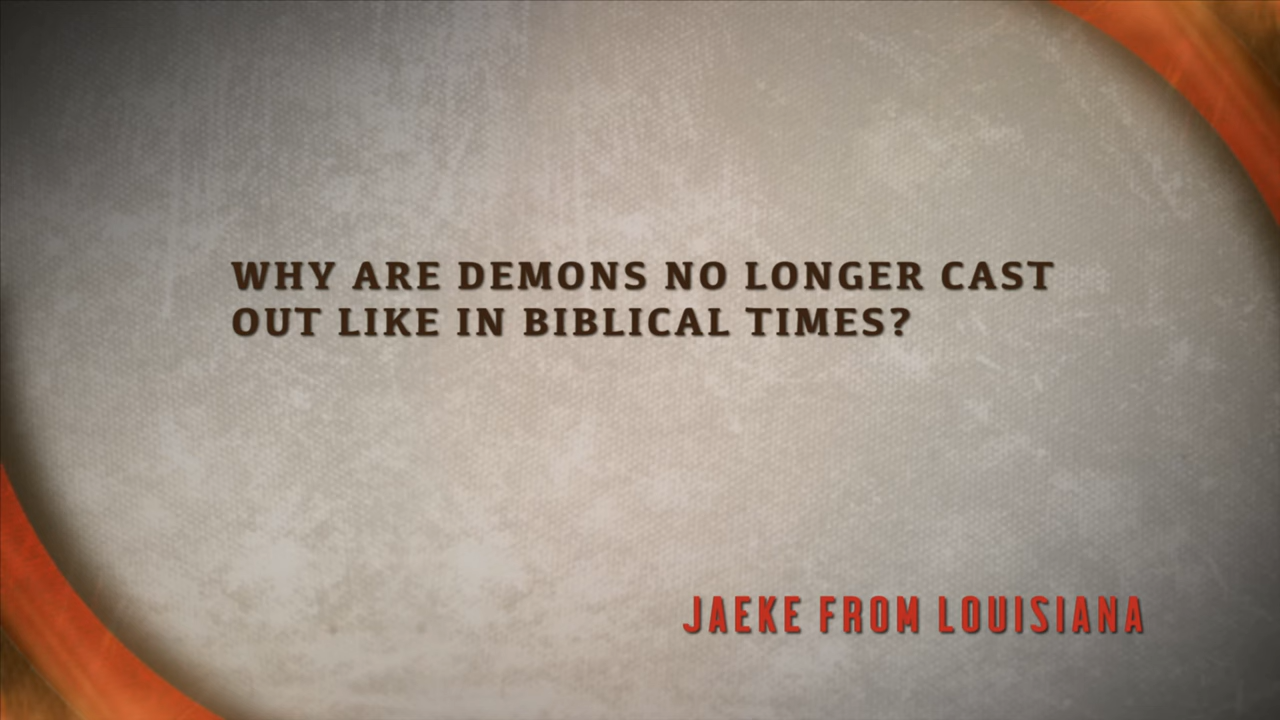 WHY ARE DEMONS NO LONGER CAST
OUT LIKE IN BIBLICAL TIMES?
JAEKE FROM LOUISIANA